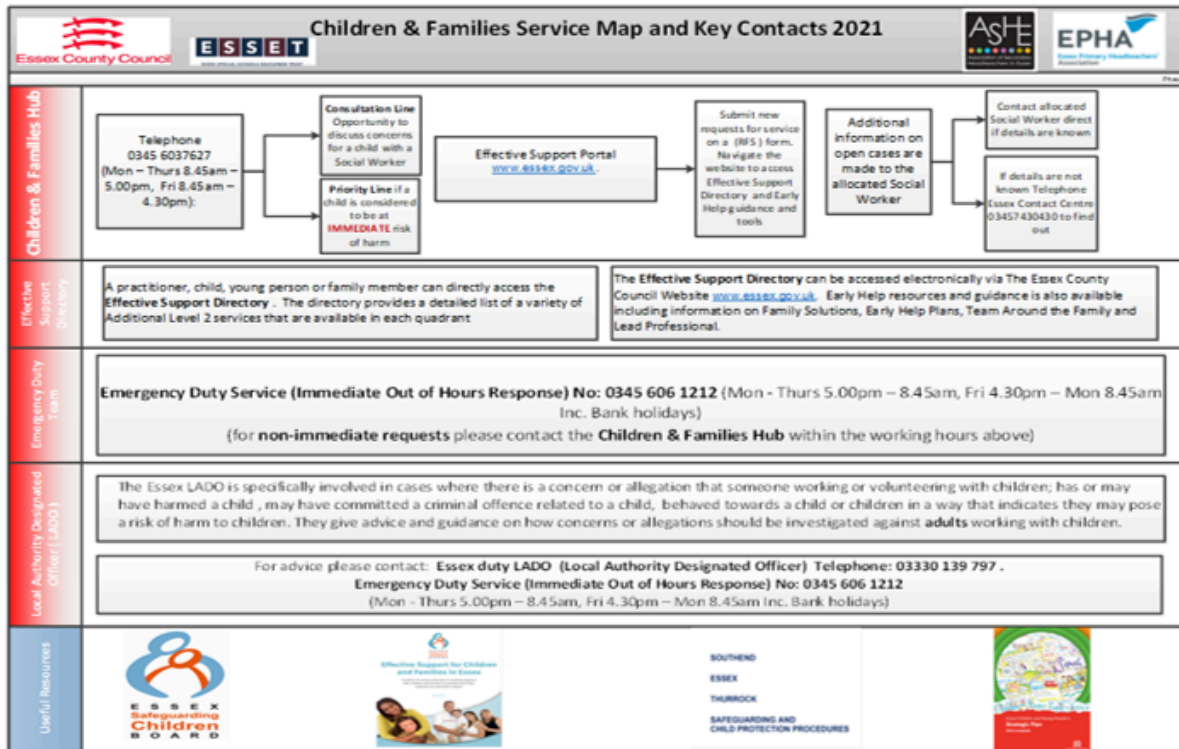 Children & Families Service Map and Key Contacts 2021
Essex County Council
ESSET
ASHE
EPHA
Essex Primary Headteachers'
Association
Children & Families Hub
Telephone
0345 6037627
(Mon – Thurs 8.45am –
5.00pm, Fri 8.45am –
4.30pm):
Consultation Line
Opportunity to
discuss concerns
for a child with a
Social Worker
Priority Line if a
child is considered
to be at
IMMEDIATE risk
of harm
Effective Support Portal
www.essex.gov.uk .
Submit new
requests for service
on a (RFS) form.
Navigate the
website to access
Effective Support
Directory and Early
Help guidance and
tools
Additional
information on
open cases are
made to the
allocated Social
Worker
Contact allocated
Social Worker direct
if details are known
If details are not
known Telephone
Essex Contact Centre
03457430430 to find
out
Effective
Support
Directory
A practitioner, child, young person or family member can directly access the
Effective Support Directory . The directory provides a detailed list of a variety of
Additional Level 2 services that are available in each quadrant
The Effective Support Directory can be accessed electronically via The Essex County
Council Website www.essex.gov.uk. Early Help resources and guidance is also available
including information on Family Solutions, Early Help Plans, Team Around the Family and
Lead Professional.
Emergency Duty
Team
Emergency Duty Service (Immediate Out of Hours Response) No: 0345 606 1212 (Mon - Thurs 5.00pm – 8.45am, Fri 4.30pm – Mon 8.45am
Inc. Bank holidays)
(for non-immediate requests please contact the Children & Families Hub within the working hours above)
Local Authority Designated
Officer ( LADO )
The Essex LADO is specifically involved in cases where there is a concern or allegation that someone working or volunteering with children; has or may
have harmed a child , may have committed a criminal offence related to a child, behaved towards a child or children in a way that indicates they may pose
a risk of harm to children. They give advice and guidance on how concerns or allegations should be investigated against adults working with children.
For advice please contact: Essex duty LADO (Local Authority Designated Officer) Telephone: 03330 139 797 .
Emergency Duty Service (Immediate Out of Hours Response) No: 0345 606 1212
(Mon - Thurs 5.00pm – 8.45am, Fri 4.30pm – Mon 8.45am Inc. Bank holidays)
Useful Resources
ESSEX
Safeguarding
Children
BOARD
Effective Support for Children
and Families in Essex
SOUTHEND
ESSEX
THURROCK
SAFEGUARDING AND
CHILD PROTECTION PROCEDURES
Strategic Plan